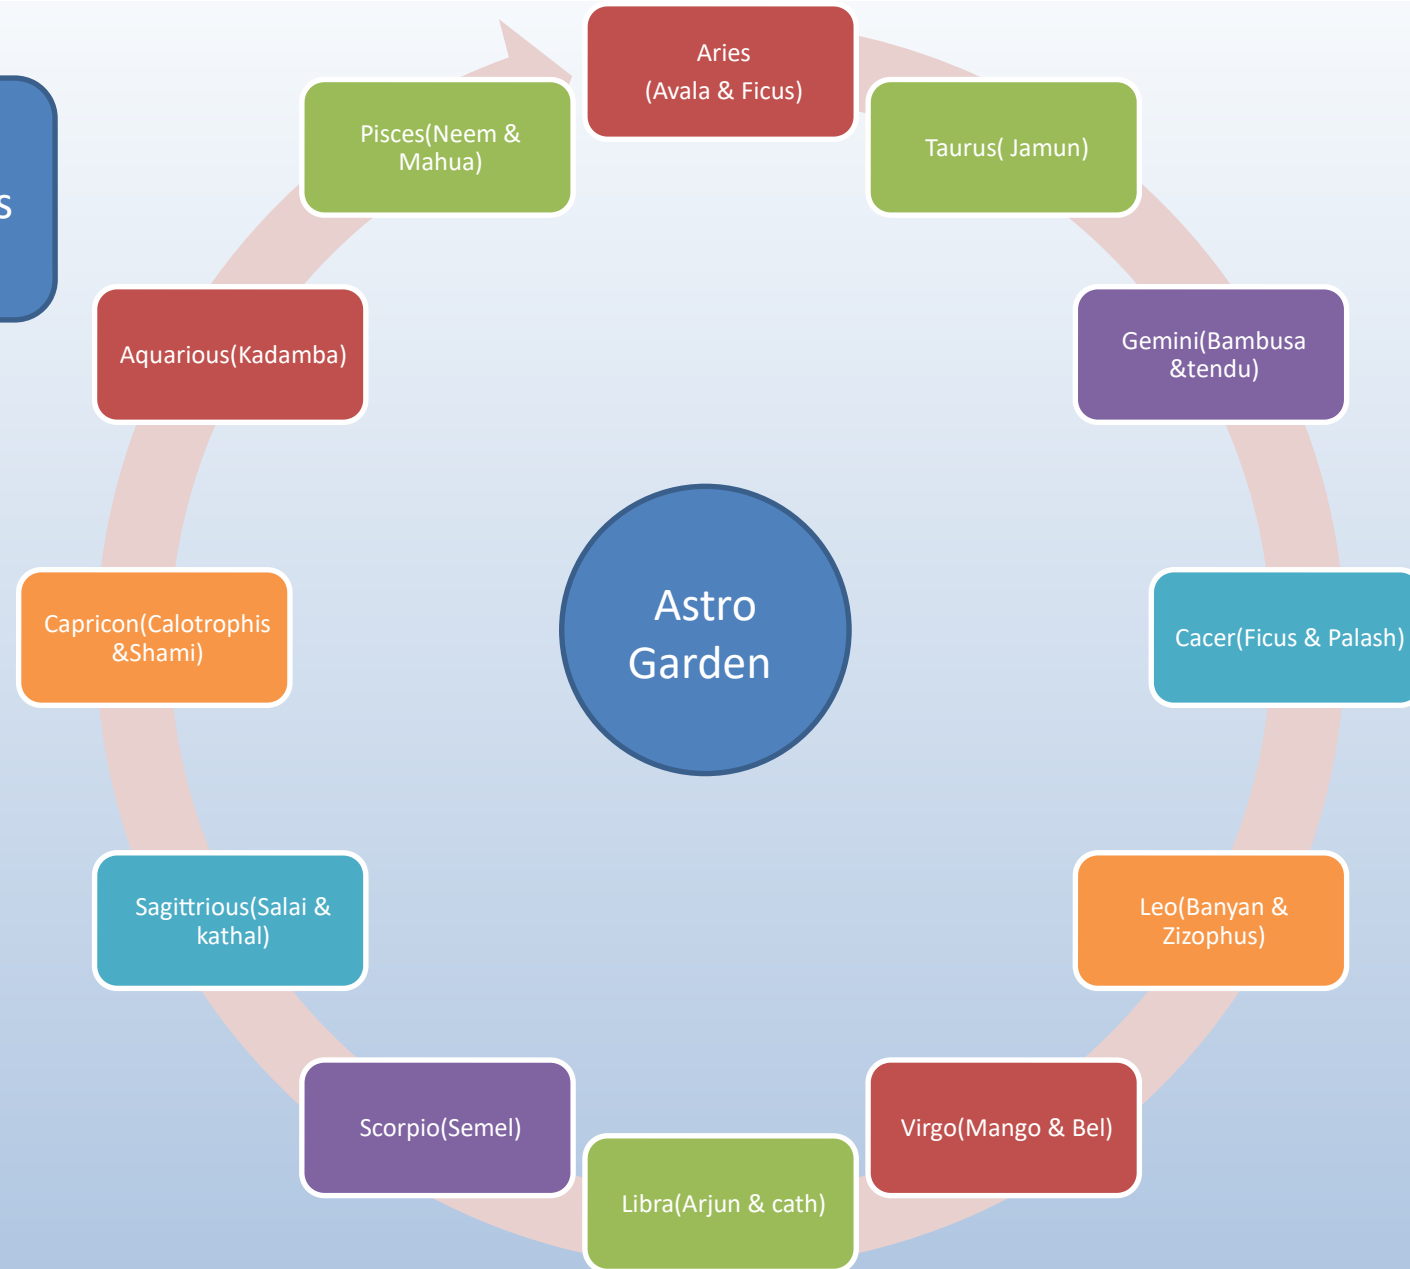 Aries
(Avala & Ficus)
Taurus( Jamun)
Gemini(Bambusa
&tendu)
Cacer(Ficus & Palash)
Leo(Banyan &
Zizophus)
Virgo(Mango & Bel)
Libra(Arjun & cath)
Scorpio(Semel)
Sagittrious(Salai &
kathal)
Capricon(Calotrophis
&Shami)
Aquarious(Kadamba)
Pisces(Neem &
Mahua)
Astro
Garden